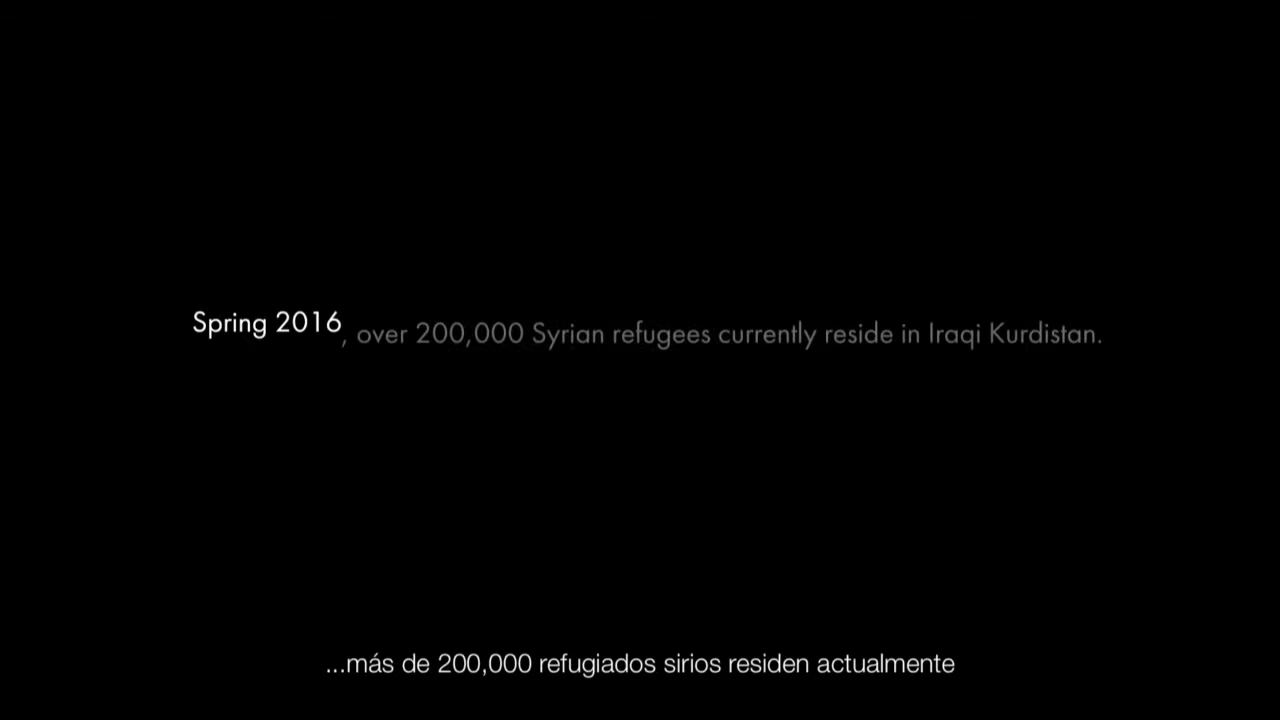 Spring 2016, over 200,000 Syrian refugees currently reside in Iraqi Kurdistan.
...más de 200,000 refugiados sirios residen actualmente